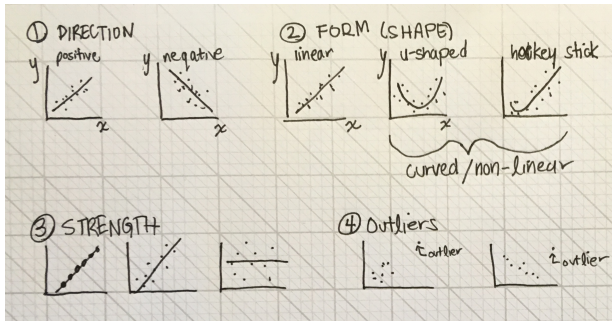 ① DIRECTION
y positive
x
y negative
x
② FORM (SHAPE)
y linear
x
y u-shaped
x
hockey stick
curved/non-linear
③ STRENGTH
④ Outliers
outlier
outlier